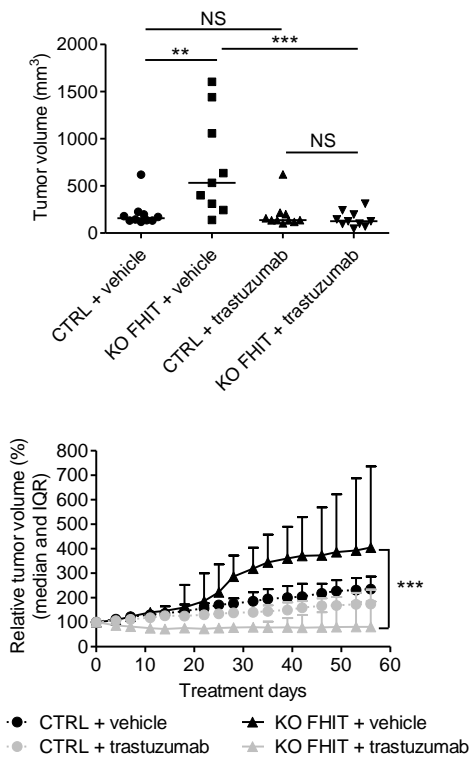 NS
** ***
NS
Tumor volume (mm³)
2000
1500
1000
500
0
CTRL + vehicle
KO FHIT + vehicle
CTRL + trastuzumab
KO FHIT + trastuzumab
Relative tumor volume (%)
(median and IQR)
800
700
600
500
400
300
200
100
0
***
0 10 20 30 40 50 60
Treatment days
CTRL + vehicle KO FHIT + vehicle
CTRL + trastuzumab KO FHIT + trastuzumab